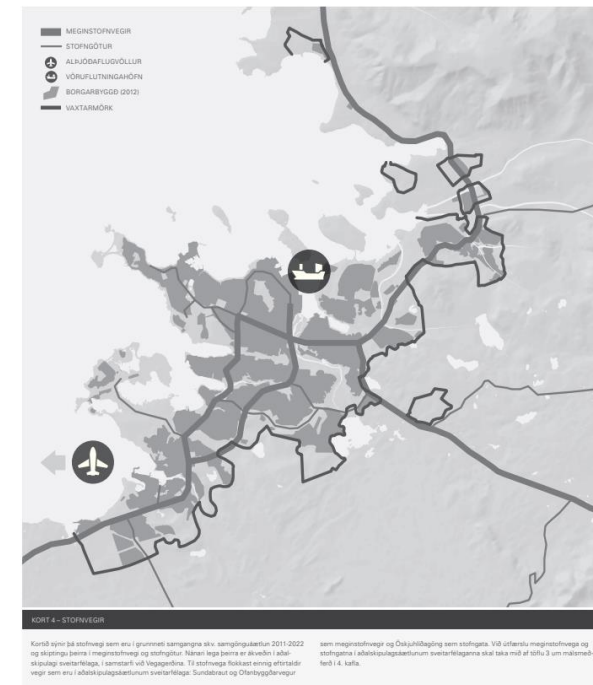 MEGINSTOFNVEGIR
STOFNGÖTUR
ALÞJÓÐAFLUGVÖLLUR
VÖRUFLUTNINGAHÖFN
BORGARBYGGÐ (2012)
VAXTARMÖRK
KORT 4 – STOFNVEGIR
Kortið sýnir þá stofnvegi sem eru í grunnneti samgangna skv. samgönguáætlun 2011-2022
og skiptingu þeirra í meginstofnvegi og stofngötur. Nánari lega þeirra er ákveðin í aðal-
skipulagi sveitarfélaga, í samstarfi við Vegagerðina. Til stofnvega flokkast einnig eftirtaldir
vegir sem eru í aðalskipulagsáætlunum sveitarfélaga: Sundabraut og Ofanbyggðarvegur
sem meginstofnvegir og Öskjuhlíðagöng sem stofngata. Við útfærslu meginstofnvega og
stofngatna í aðalskipulagsáætlunum sveitarfélaganna skal taka mið af töflu 3 um málsmeð-
ferð í 4. kafla.